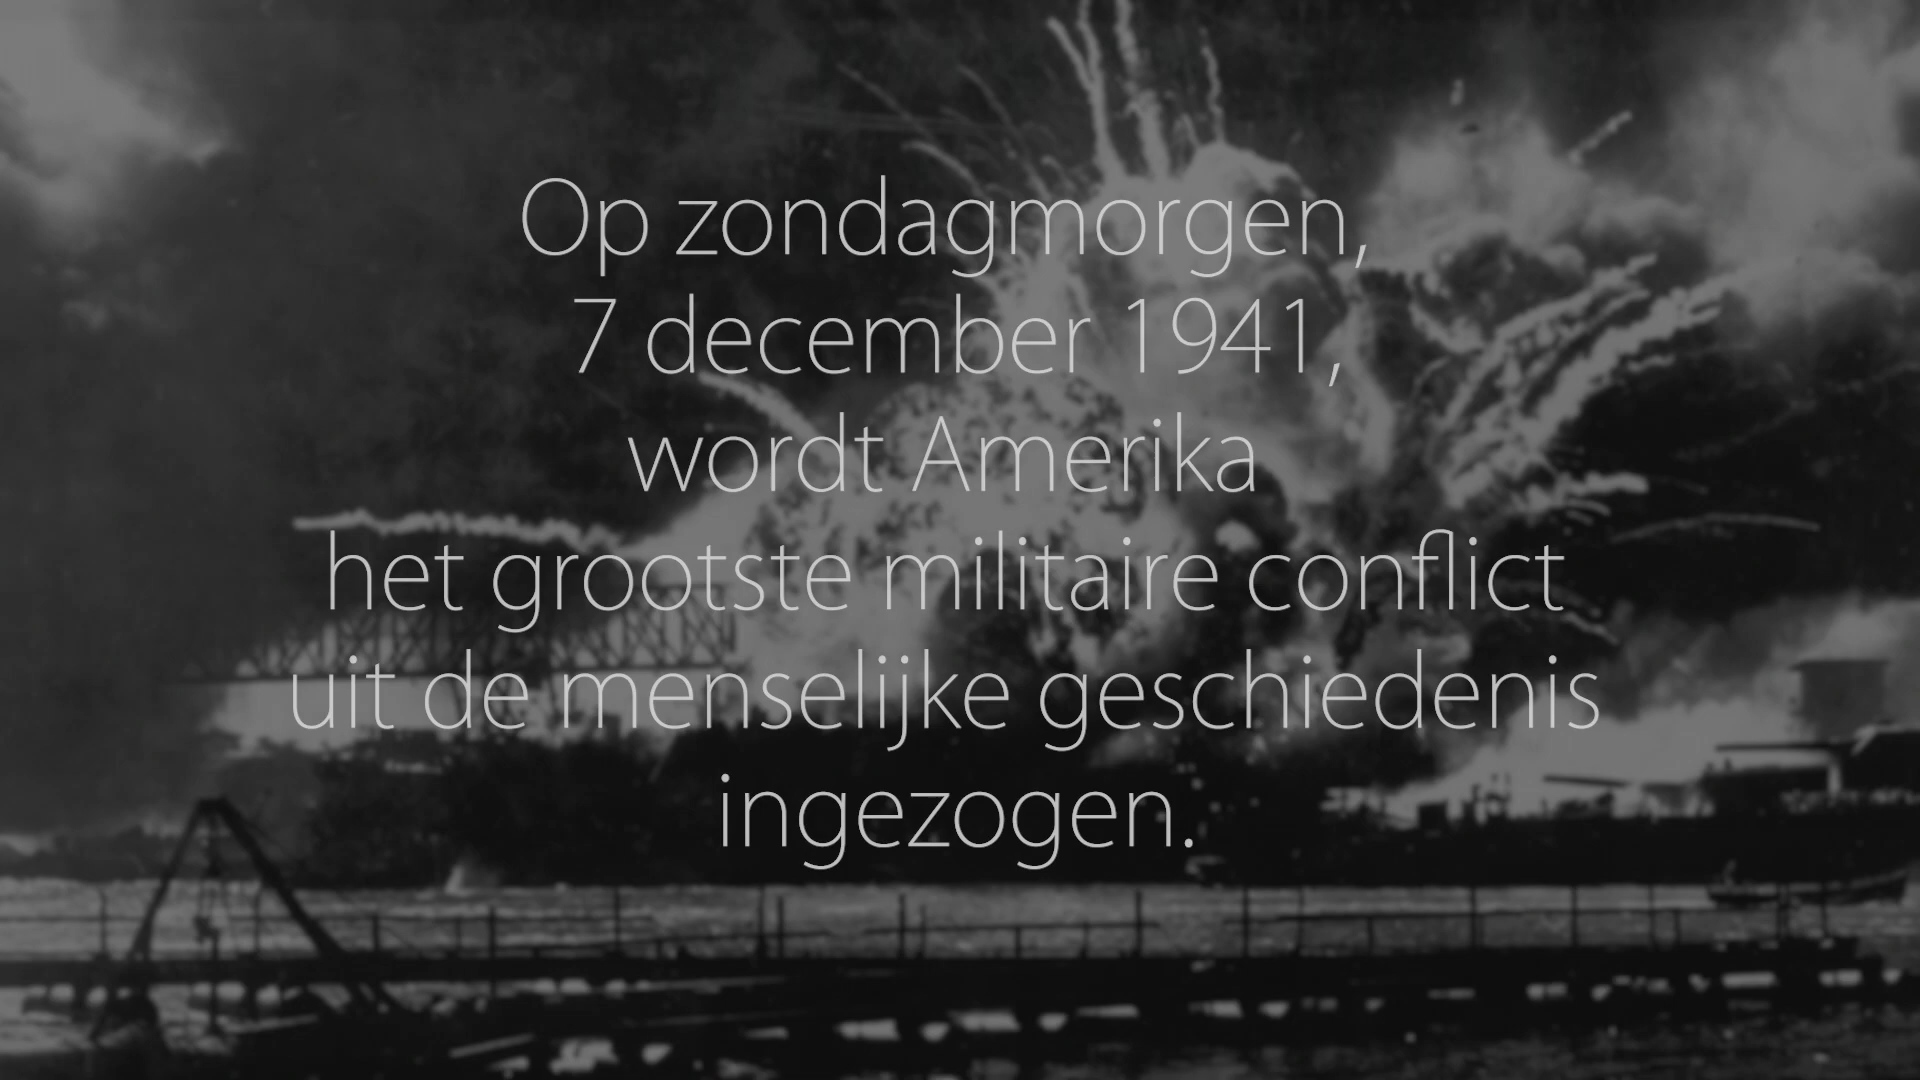 Op zondagmorgen,
7 december 1941,
wordt Amerika
het grootste militaire conflict
uit de menselijke geschiedenis
ingezogen.